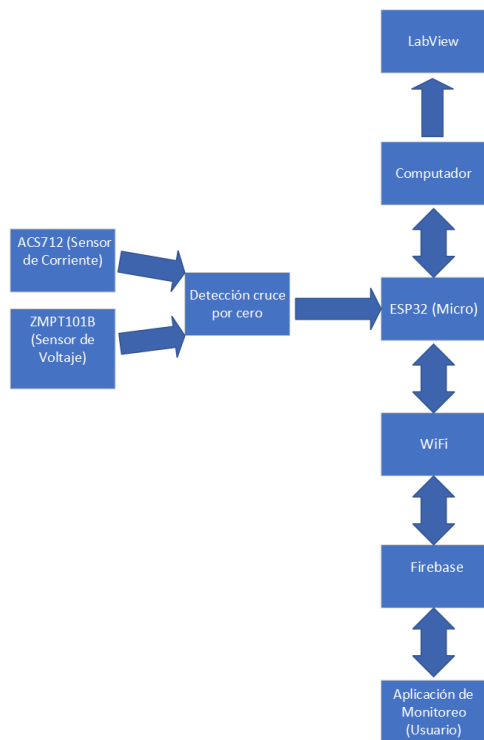 LabView
Computador
ACS712 (Sensor
de Corriente)
Detección cruce
por cero
ESP32 (Micro)
ZMPT101B
(Sensor de
Voltaje)
WiFi
Firebase
Aplicación de
Monitoreo
(Usuario)